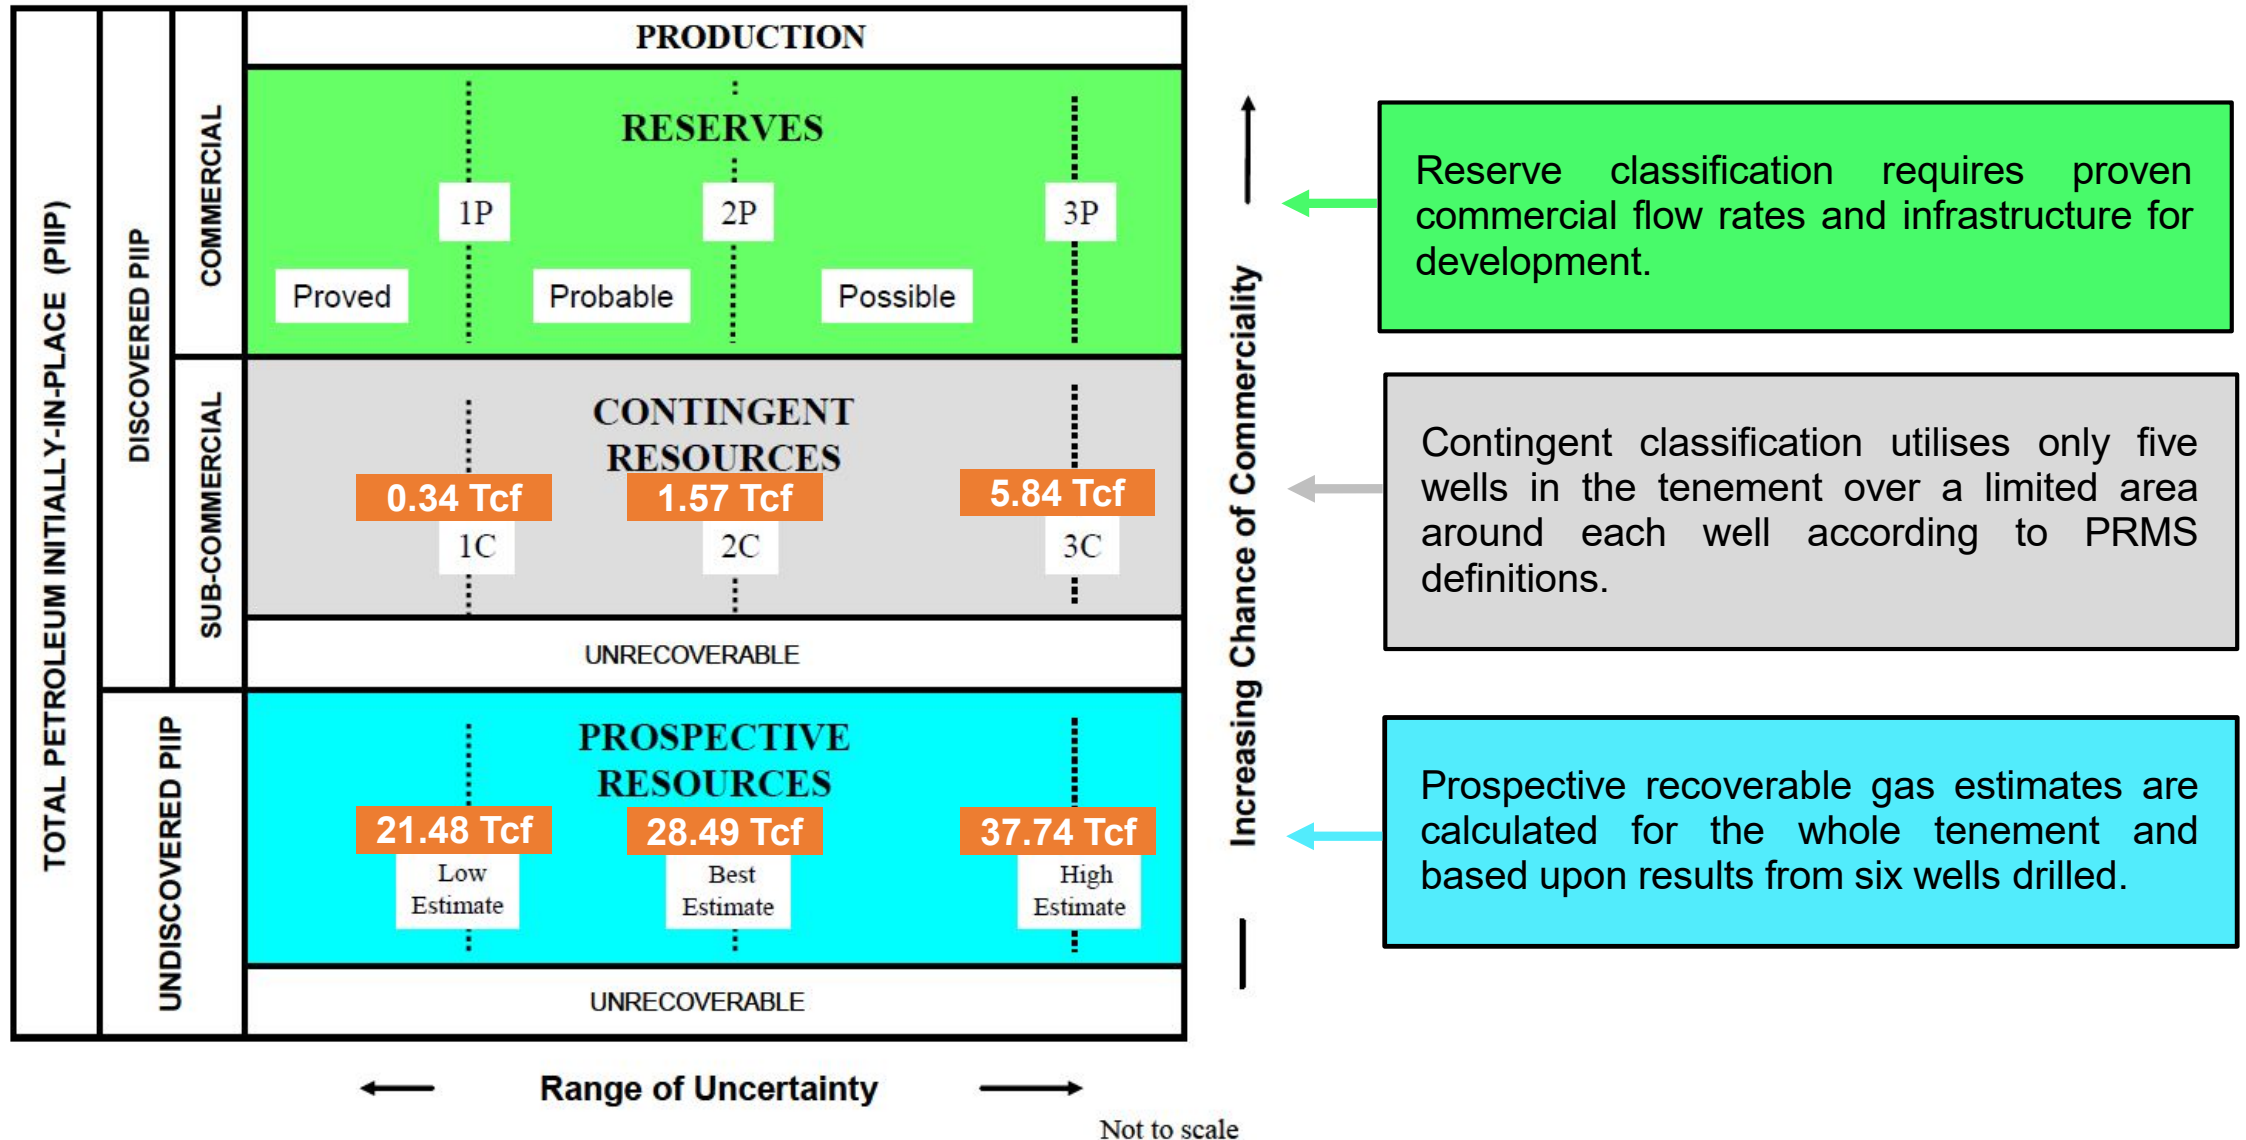 TOTAL PETROLEUM INITIALLY-IN-PLACE (PIIP)
DISCOVERED PIIP
UNDISCOVERED PIIP
COMMERCIAL
SUB-COMMERCIAL
PRODUCTION
RESERVES
1P
2P
3P
Proved
Probable
Possible
CONTINGENT
RESOURCES
0.34 Tcf
1.57 Tcf
5.84 Tcf
1C
2C
3C
UNRECOVERABLE
PROSPECTIVE
RESOURCES
21.48 Tcf
28.49 Tcf
37.74 Tcf
Low
Estimate
Best
Estimate
High
Estimate
UNRECOVERABLE
Range of Uncertainty
Not to scale
Increasing Chance of Commerciality
Reserve classification requires proven
commercial flow rates and infrastructure for
development.
Contingent classification utilises only five
wells in the tenement over a limited area
around each well according to PRMS
definitions.
Prospective recoverable gas estimates are
calculated for the whole tenement and
based upon results from six wells drilled.